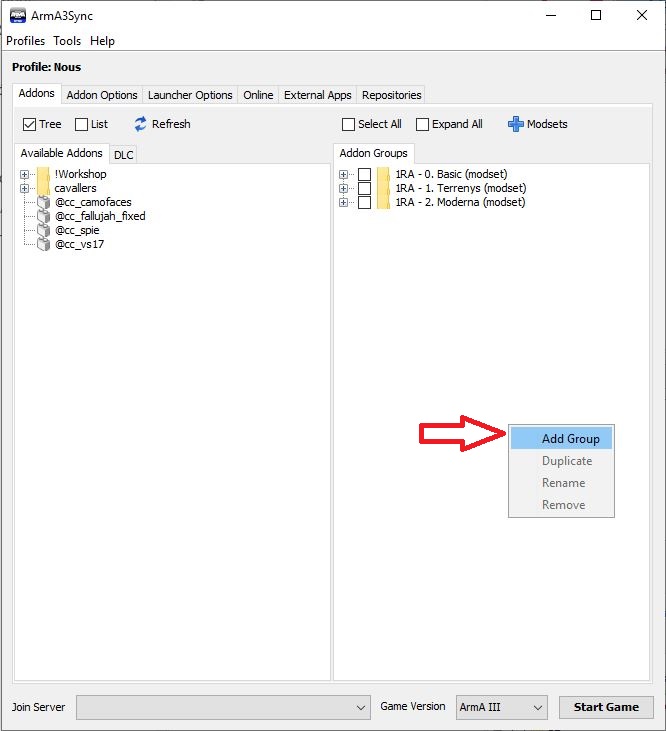 ArmA3Sync
Profiles Tools Help
Profile: Nous
Addons Addon Options Launcher Options Online External Apps Repositories
Tree List Refresh Select All Expand All Modsets
Available Addons DLC Addon Groups
!Workshop
cavallers
@cc_camofaces
@cc_fallujah_fixed
@cc_spie
@cc_vs17
1RA - 0. Basic (modset)
1RA - 1. Terrenys (modset)
1RA - 2. Moderna (modset)
Add Group
Duplicate
Rename
Remove
Join Server Game Version ArmA III Start Game